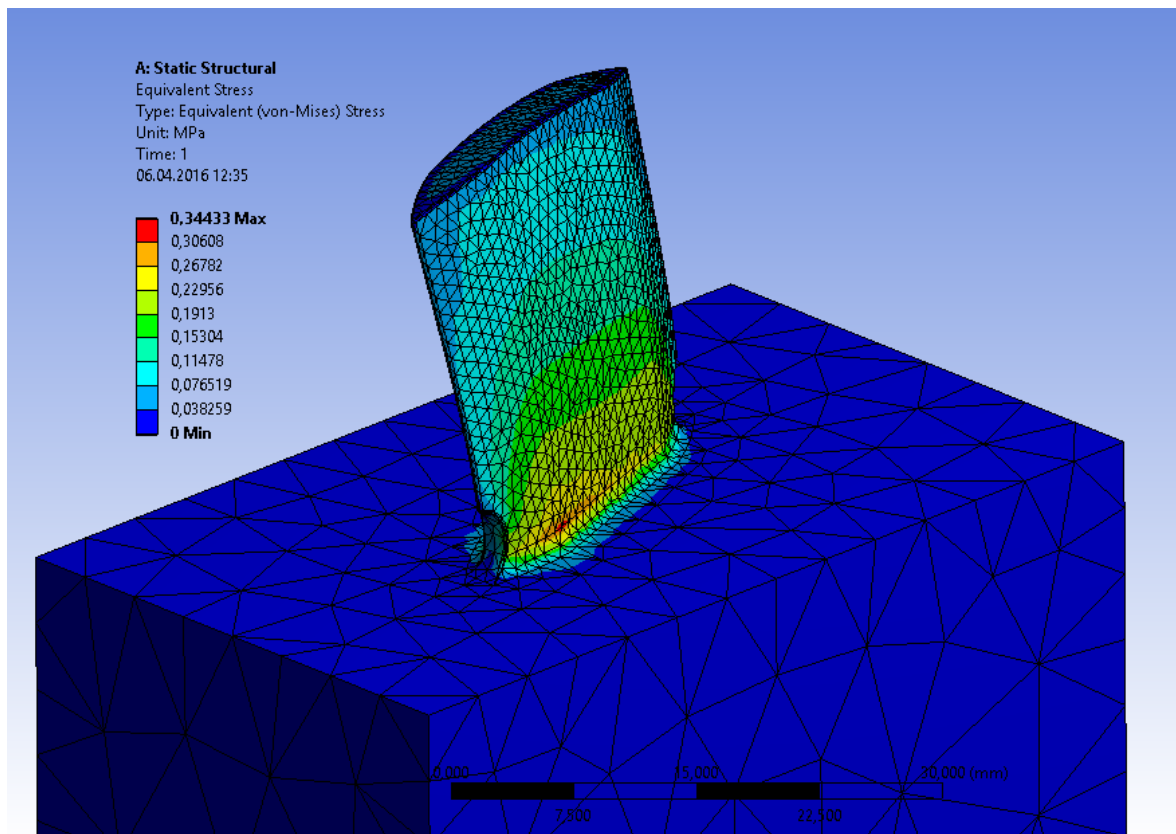 A: Static Structural
Equivalent Stress
Type: Equivalent (von-Mises) Stress
Unit: MPa
Time: 1
06.04.2016 12:35
0,34433 Max
0,30608
0,26782
0,22956
0,1913
0,15304
0,11478
0,076519
0,038259
0 Min
0,000 15,000 30,000 (mm)
7,500 22,500